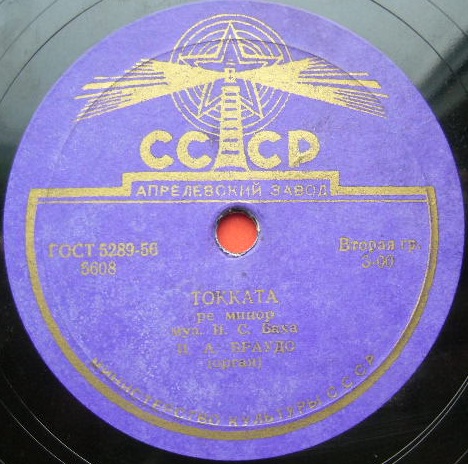 СССР
АПРЕЛЕВСКИЙ ЗАВОД
ГОСТ 5289-56
5608
Вторая гр.
3-00
ТОККАТА
ре минор
муз. И. С. Баха
И. А. БРАУДО
(орган)
МИНИСТЕРСТВО КУЛЬТУРЫ СССР